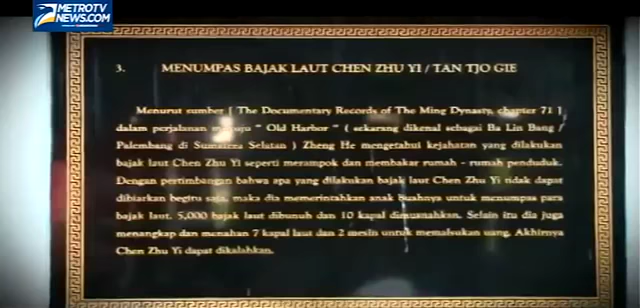 METROTV
NEWS.COM
3. MENUMPAS BAJAK LAUT CHEN ZHU YI / TAN TJO GIE
Menurut sumber [ The Documentary Records of The Ming Dynasty, chapter 71 ]
dalam perjalanan menuju " Old Harbor " ( sekarang dikenal sebagai Ba Lin Bang /
Palembang di Sumatera Selatan ) Zheng He mengetahui kejahatan yang dilakukan
bajak laut Chen Zhu Yi seperti merampok dan membakar rumah - rumah penduduk.
Dengan pertimbangan bahwa apa yang dilakukan bajak laut Chen Zhu Yi tidak dapat
dibiarkan begitu saja, maka dia memerintahkan anak buahnya untuk menumpas para
bajak laut. 5,000 bajak laut dibunuh dan 10 kapal dimusnahkan. Selain itu dia juga
menangkap dan menahan 7 kapal laut dan 2 mesin untuk memalsukan uang. Akhirnya
Chen Zhu Yi dapat dikalahkan.